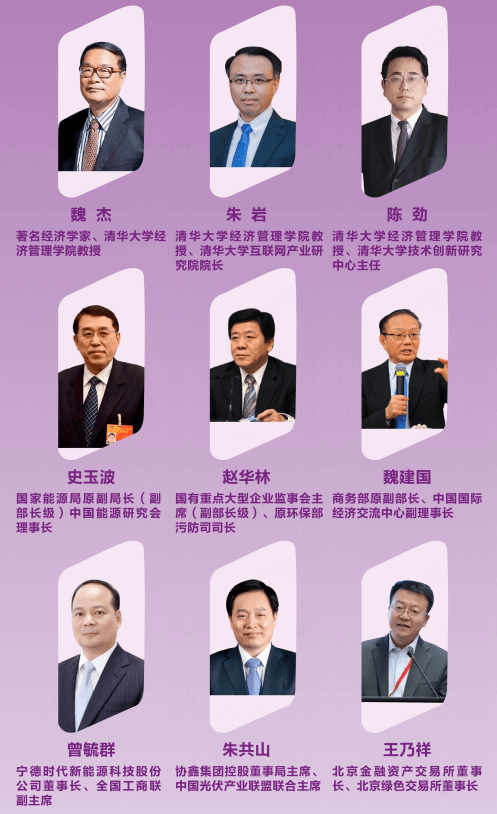 魏 杰
著名经济学家、清华大学经
济管理学院教授
朱 岩
清华大学经济管理学院教
授、清华大学互联网产业研
究院院长
陈 劲
清华大学经济管理学院教
授、清华大学技术创新研究
中心主任
史玉波
国家能源局原副局长（副
部长级）中国能源研究会
理事长
赵华林
国有重点大型企业监事会主
席（副部长级）、原环保部
污防司司长
魏建国
商务部原副部长、中国国际
经济交流中心副理事长
曾毓群
宁德时代新能源科技股份
公司董事长、全国工商联
副主席
朱共山
协鑫集团控股董事局主席、
中国光伏产业联盟联合主席
王乃祥
北京金融资产交易所董事
长、北京绿色交易所董事长